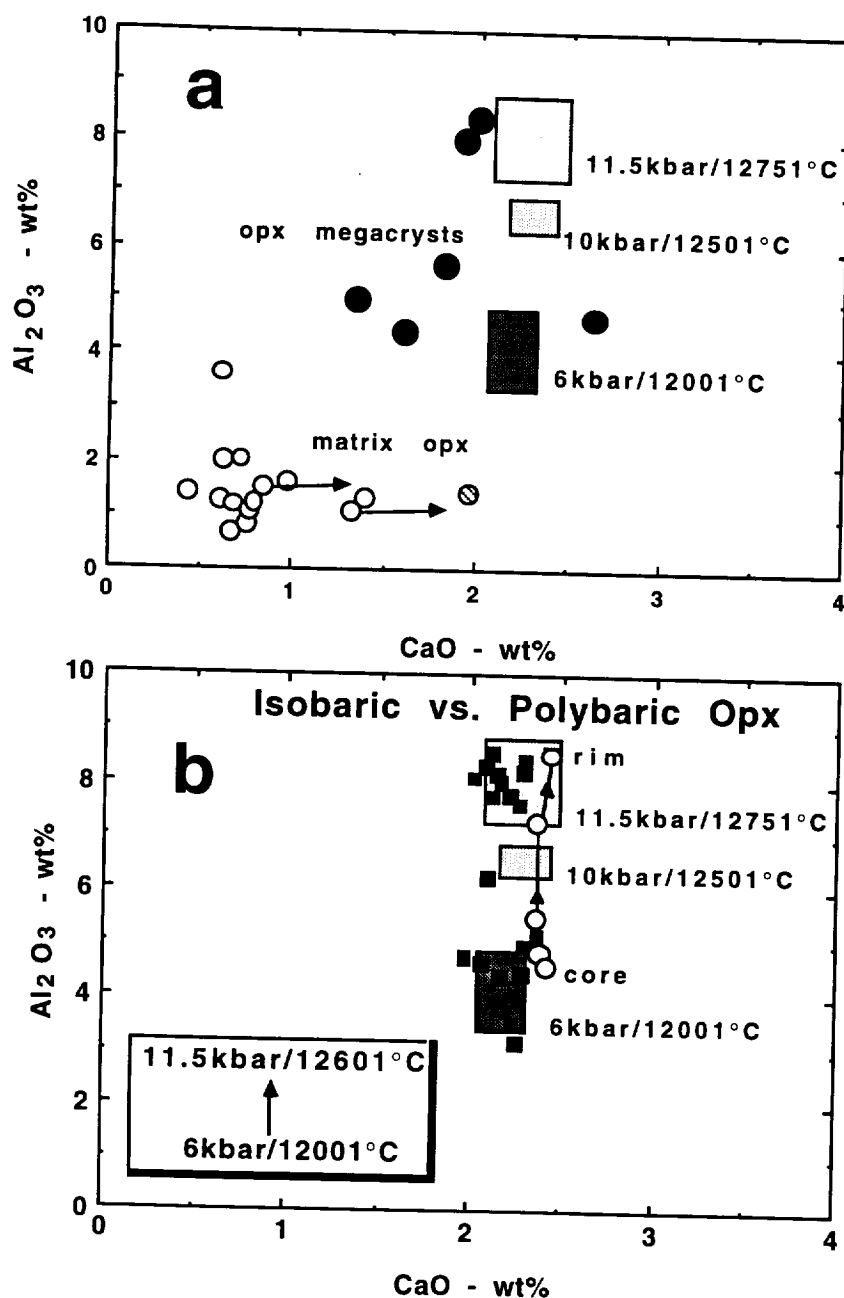 a
10
8
6
4
2
0
Al2O3 - wt%
11.5kbar/12751°C
10kbar/12501°C
opx megacrysts
6kbar/12001°C
matrix opx
0 1 2 3 4
CaO - wt%
b
10
8
6
4
2
0
Al2O3 - wt%
Isobaric vs. Polybaric Opx
rim
11.5kbar/12751°C
10kbar/12501°C
core
6kbar/12001°C
11.5kbar/12601°C
6kbar/12001°C
0 1 2 3 4
CaO - wt%